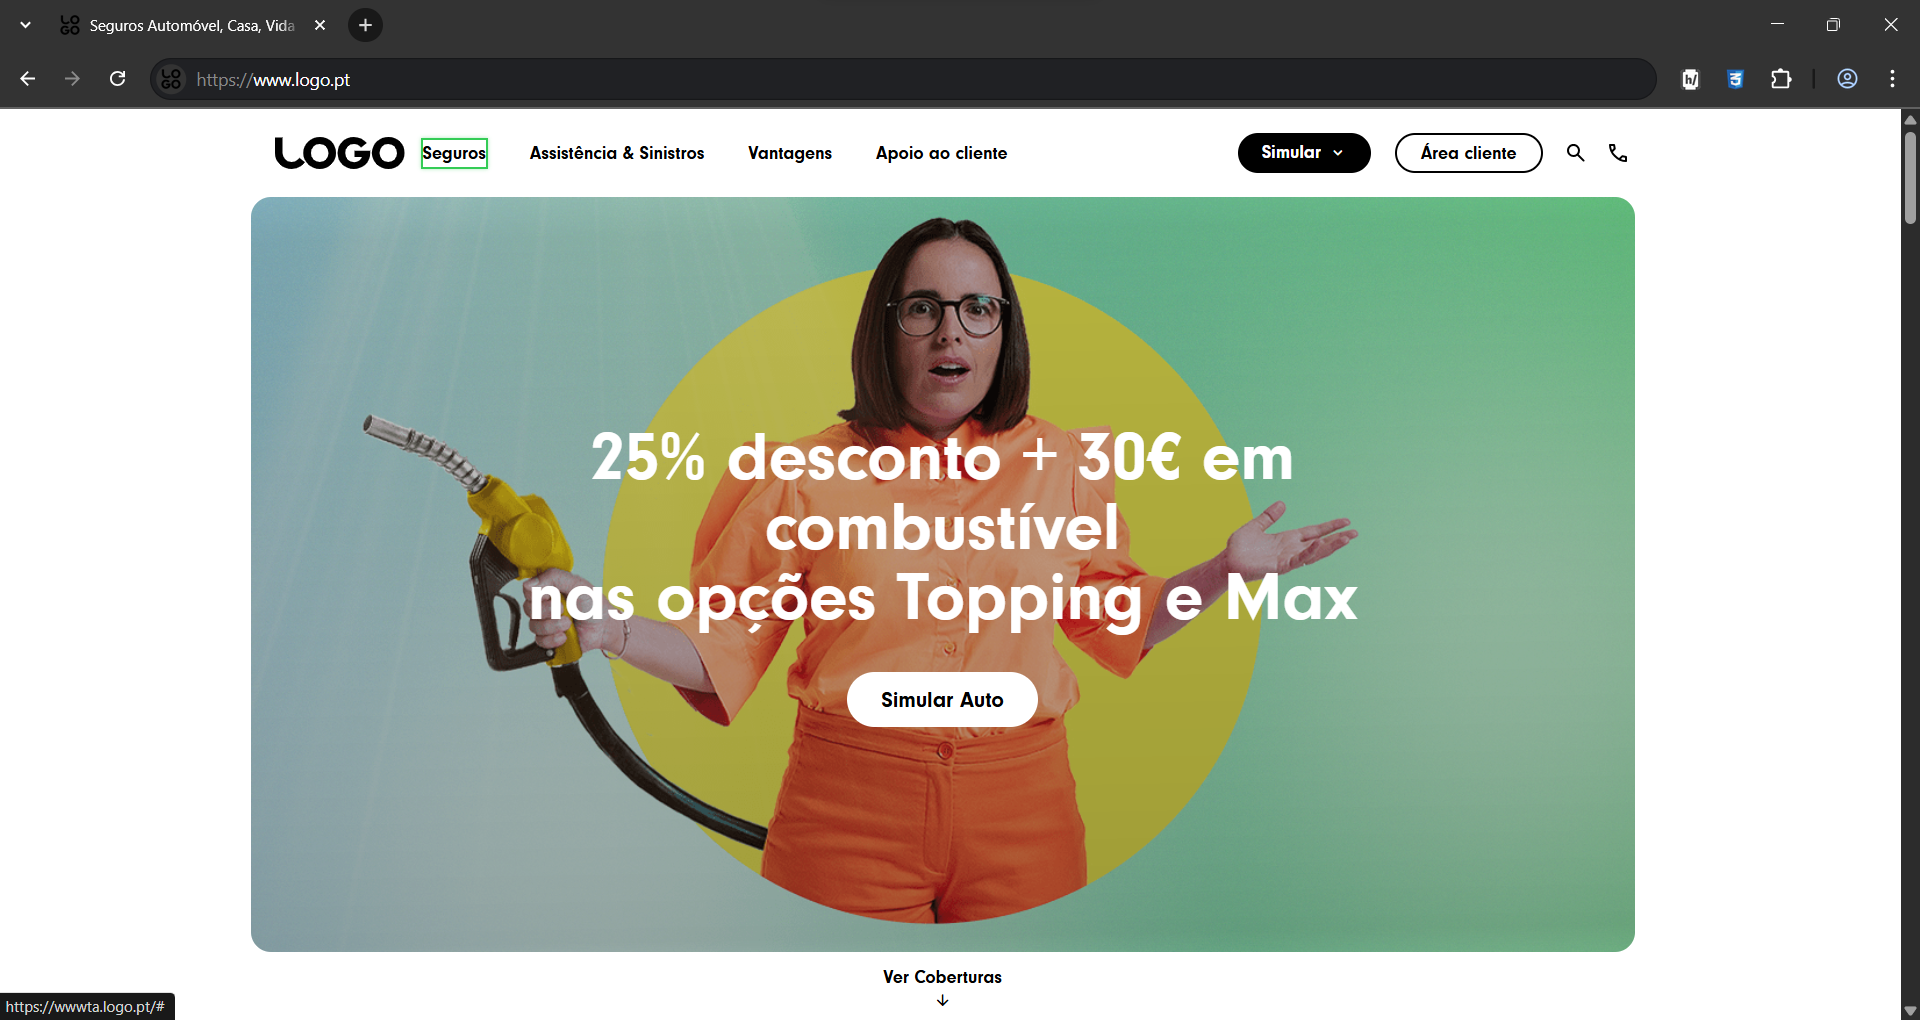 Seguros Automóvel, Casa, Vida
https://www.logo.pt
LOGO
Seguros
Assistência & Sinistros
Vantagens
Apoio ao cliente
Simular
Área cliente
25% desconto + 30€ em
combustível
nas opções Topping e Max
Simular Auto
Ver Coberturas
https://wwwta.logo.pt/#